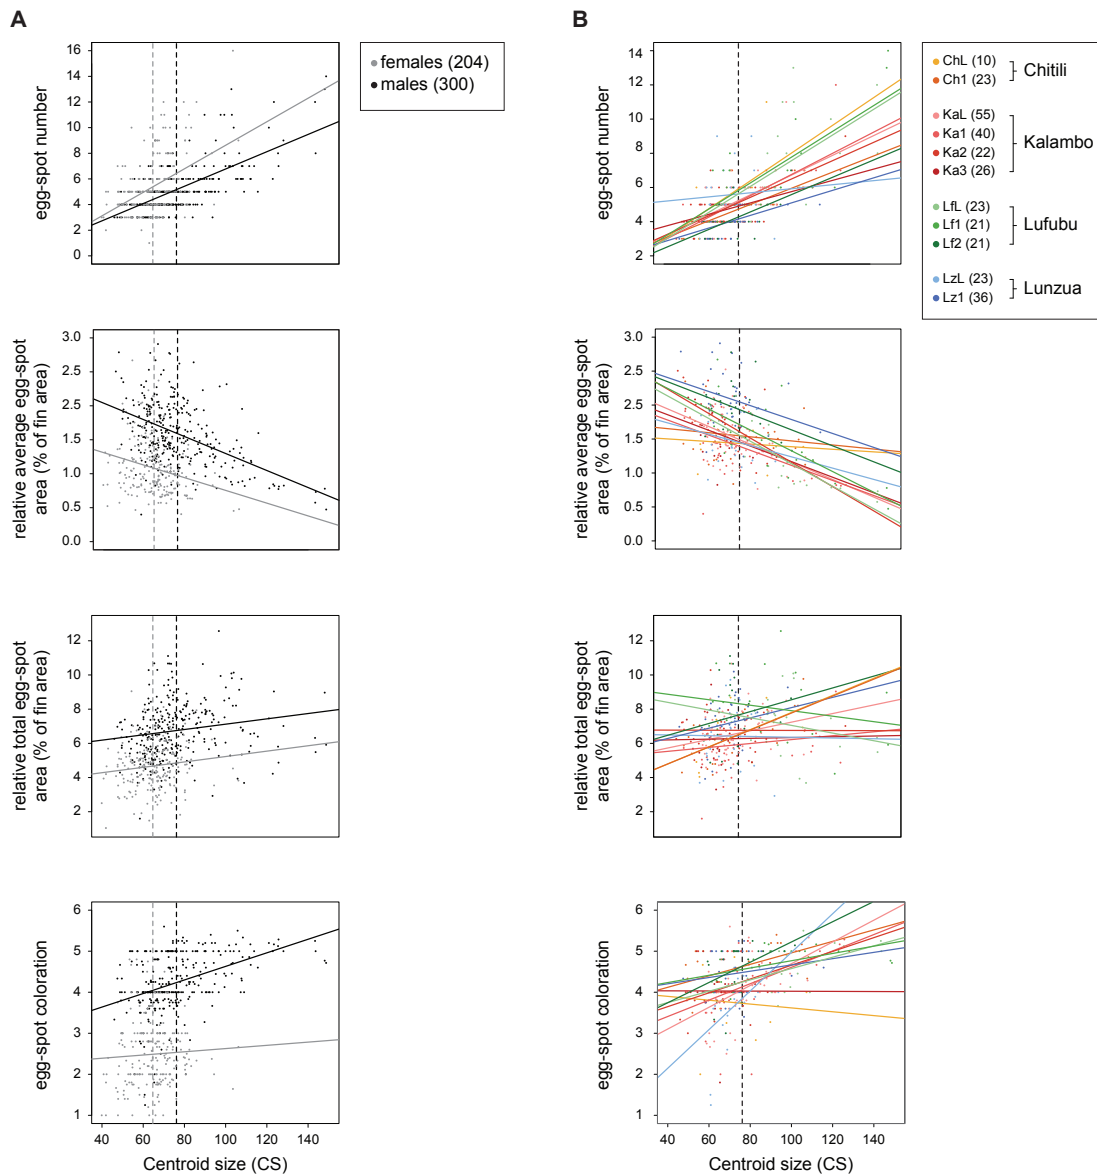 A
B
egg-spot number
16
14
12
10
8
6
4
2
0
females (204)
males (300)
egg-spot number
14
12
10
8
6
4
2
ChL (10)
Ch1 (23)
Chitili
KaL (55)
Ka1 (40)
Ka2 (22)
Ka3 (26)
Kalambo
LfL (23)
Lf1 (21)
Lf2 (21)
Lufubu
LzL (23)
Lz1 (36)
Lunzua
relative average egg-spot
area (% of fin area)
3.0
2.5
2.0
1.5
1.0
0.5
0.0
relative average egg-spot
area (% of fin area)
3.0
2.5
2.0
1.5
1.0
0.5
0.0
relative total egg-spot
area (% of fin area)
12
10
8
6
4
2
relative total egg-spot
area (% of fin area)
12
10
8
6
4
2
egg-spot coloration
6
5
4
3
2
1
40 60 80 100 120 140
Centroid size (CS)
egg-spot coloration
6
5
4
3
2
1
40 60 80 100 120 140
Centroid size (CS)